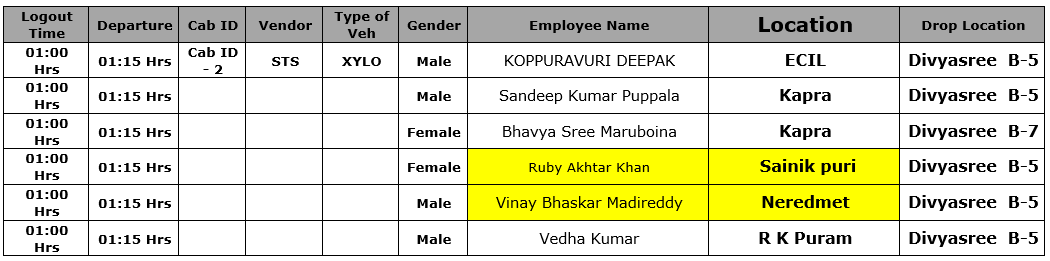 Logout Time Departure Cab ID Vendor Type of Veh Gender Employee Name Location Drop Location
01:00 Hrs 01:15 Hrs Cab ID - 2 STS XYLO Male KOPPURAVURI DEEPAK ECIL Divyasree B-5
01:00 Hrs 01:15 Hrs Male Sandeep Kumar Puppala Kapra Divyasree B-5
01:00 Hrs 01:15 Hrs Female Bhavya Sree Maruboina Kapra Divyasree B-7
01:00 Hrs 01:15 Hrs Female Ruby Akhtar Khan Sainik puri Divyasree B-5
01:00 Hrs 01:15 Hrs Male Vinay Bhaskar Madireddy Neredmet Divyasree B-5
01:00 Hrs 01:15 Hrs Male Vedha Kumar R K Puram Divyasree B-5